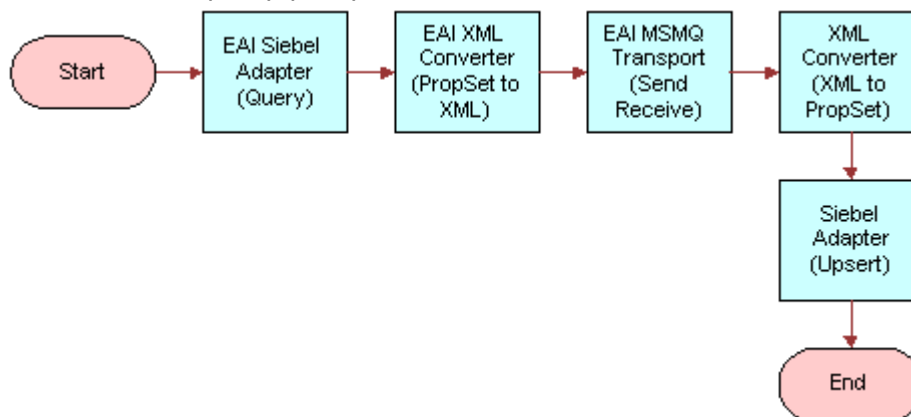 Start
EAI Siebel
Adapter
(Query)
EAI XML
Converter
(PropSet to
XML)
EAI MSMQ
Transport
(Send
Receive)
XML
Converter
(XML to
PropSet)
Siebel
Adapter
(Upsert)
End